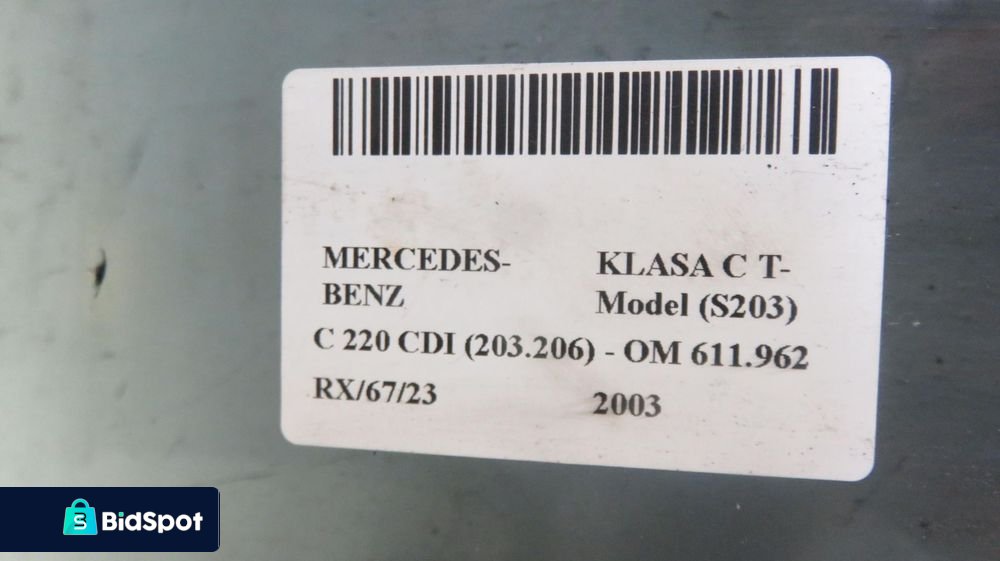 MERCEDES- KLASA C T-
BENZ Model (S203)
C 220 CDI (203.206) - OM 611.962
RX/67/23 2003
BidSpot